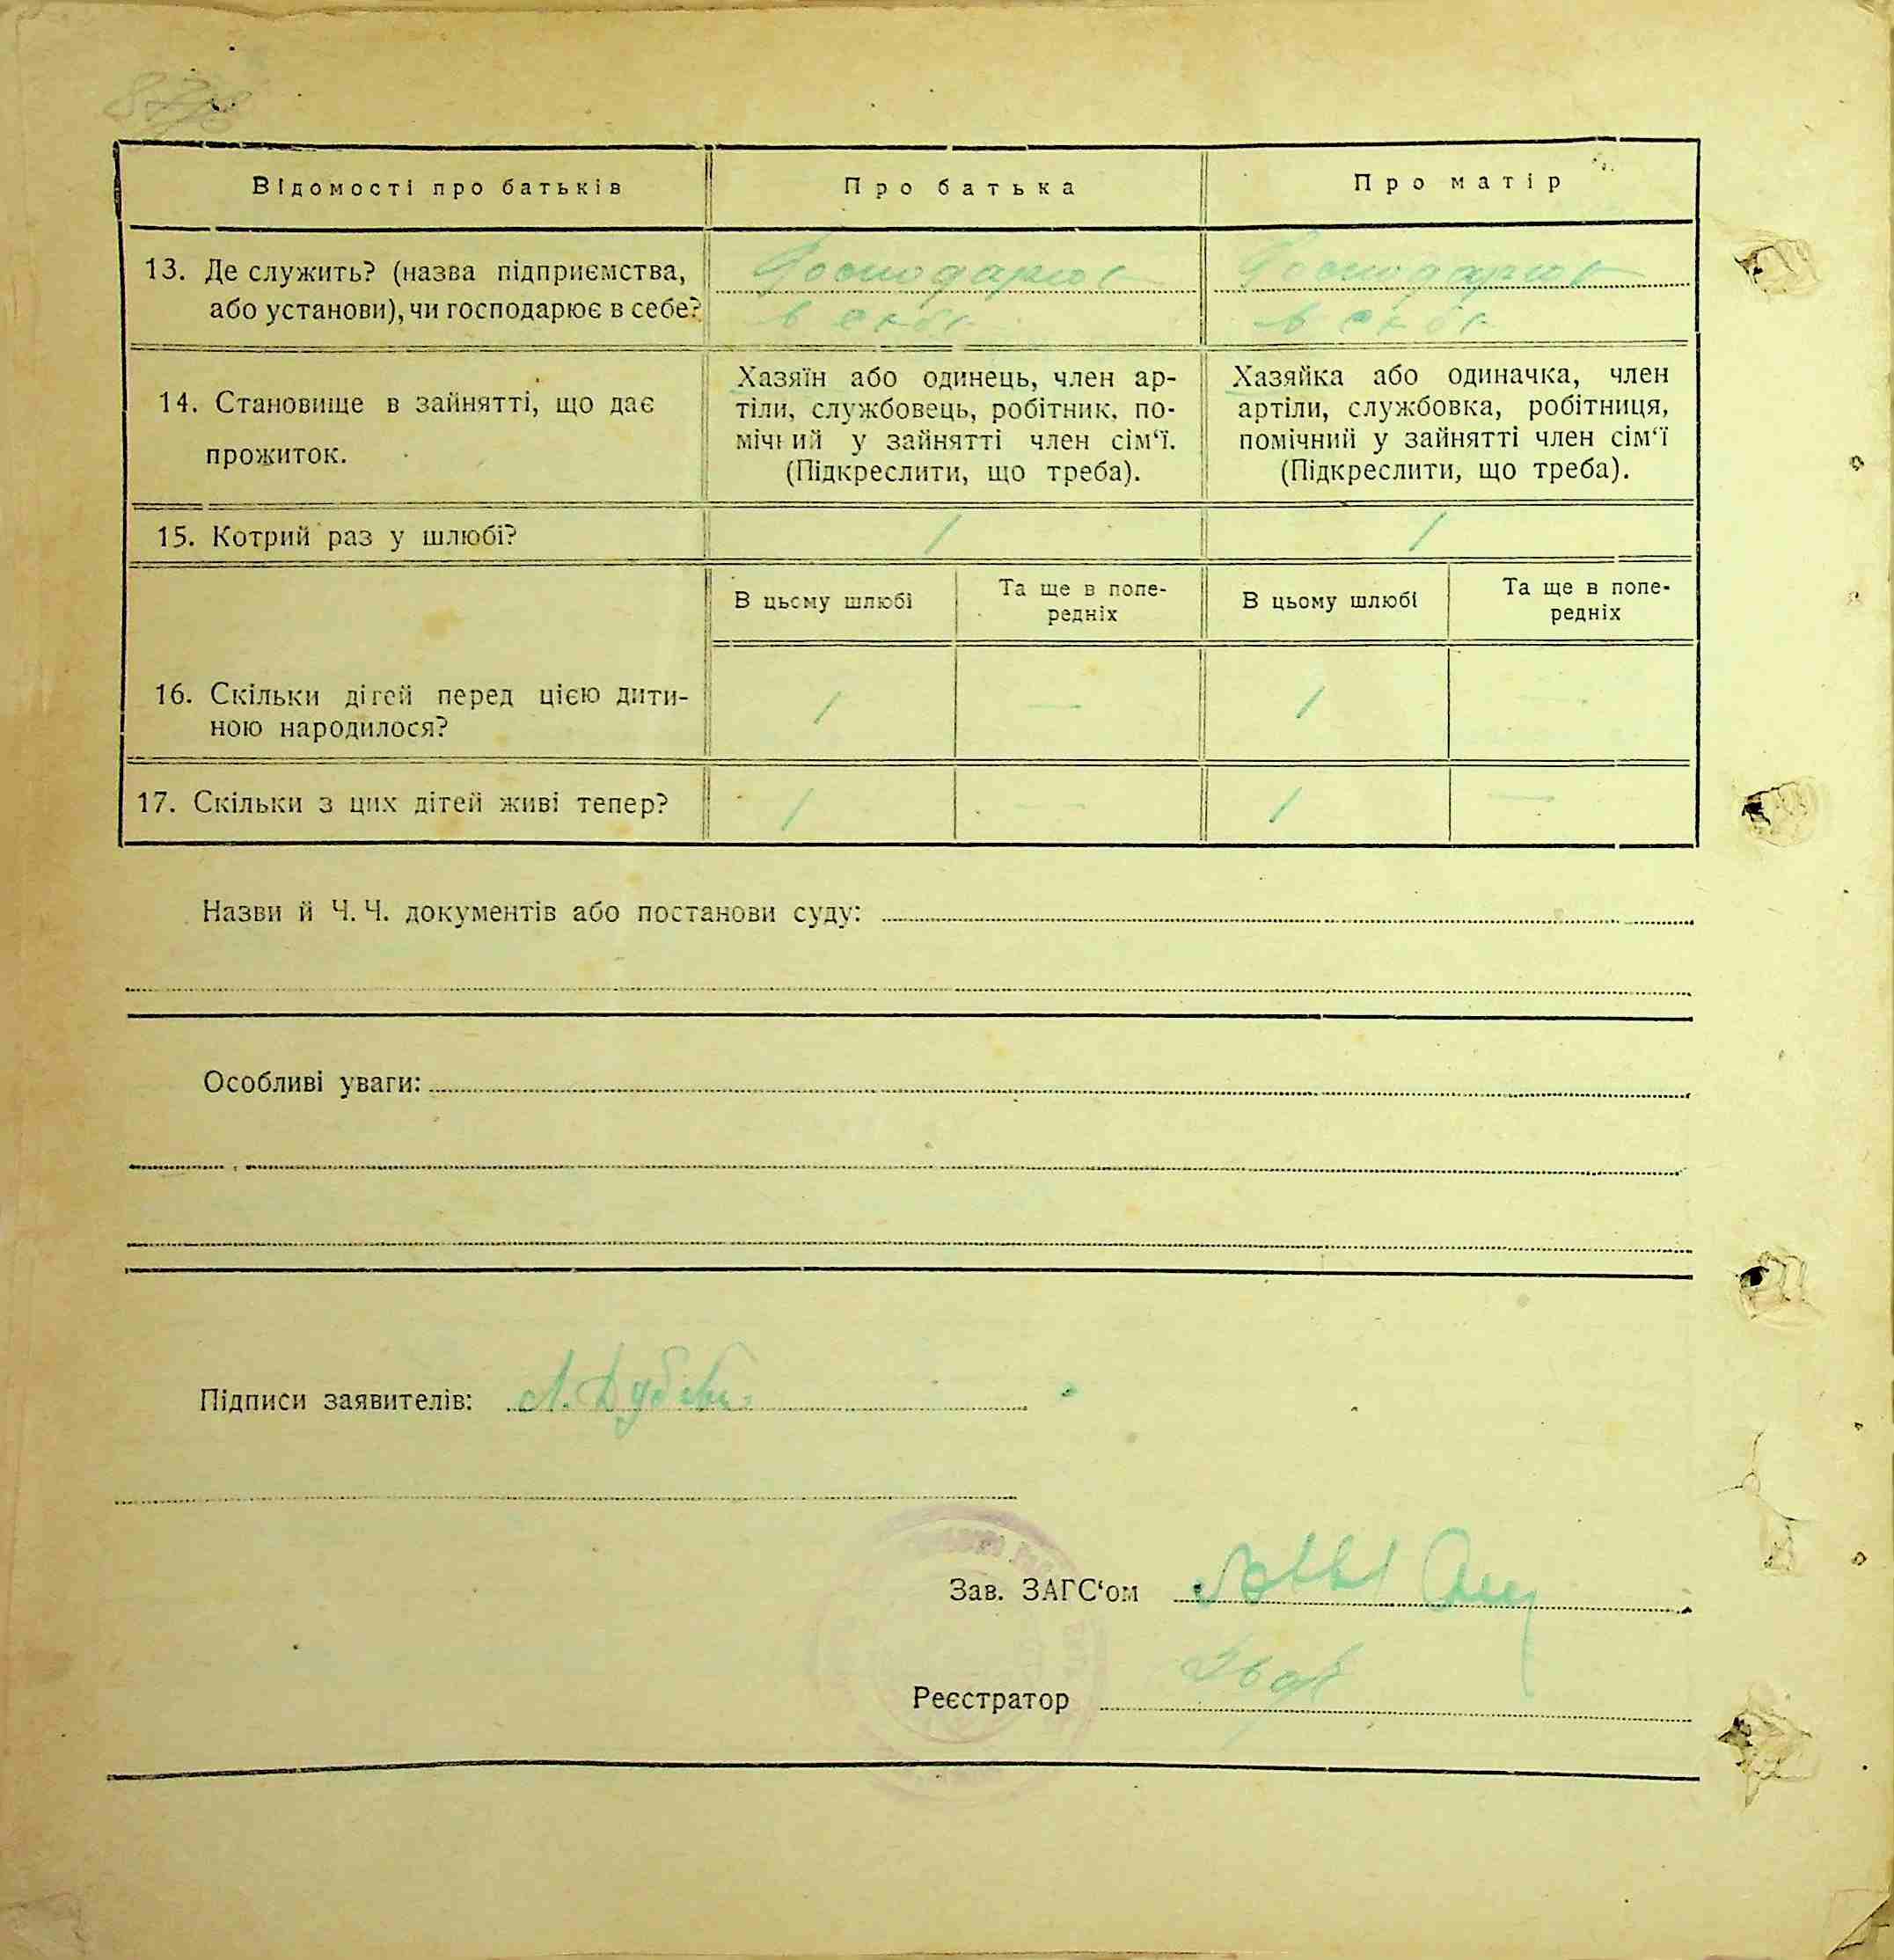 Відомості про батьків
Про батька
Про матір
13. Де служить? (назва підприємства,
або установи), чи господарює в себе?
Господарює
в себе
Господарює
в себе
14. Становище в зайнятті, що дає
прожиток.
Хазяїн або одинець, член ар-
тіли, службовець, робітник, по-
мічний у зайнятті член сім‘ї.
(Підкреслити, що треба).
Хазяйка або одиначка, член
артіли, службовка, робітниця,
помічний у зайнятті член сім‘ї
(Підкреслити, що треба).
15. Котрий раз у шлюбі?
1
1
В цьому шлюбі
Та ще в попе-
редніх
В цьому шлюбі
Та ще в попе-
редніх
16. Скільки дітей перед цією дити-
ною народилося?
1
—
1
—
17. Скільки з цих дітей живі тепер?
1
—
1
—
Назви й Ч. Ч. документів або постанови суду:
Особливі уваги:
Підписи заявителів:
Зав. ЗАГС‘ом
Реєстратор